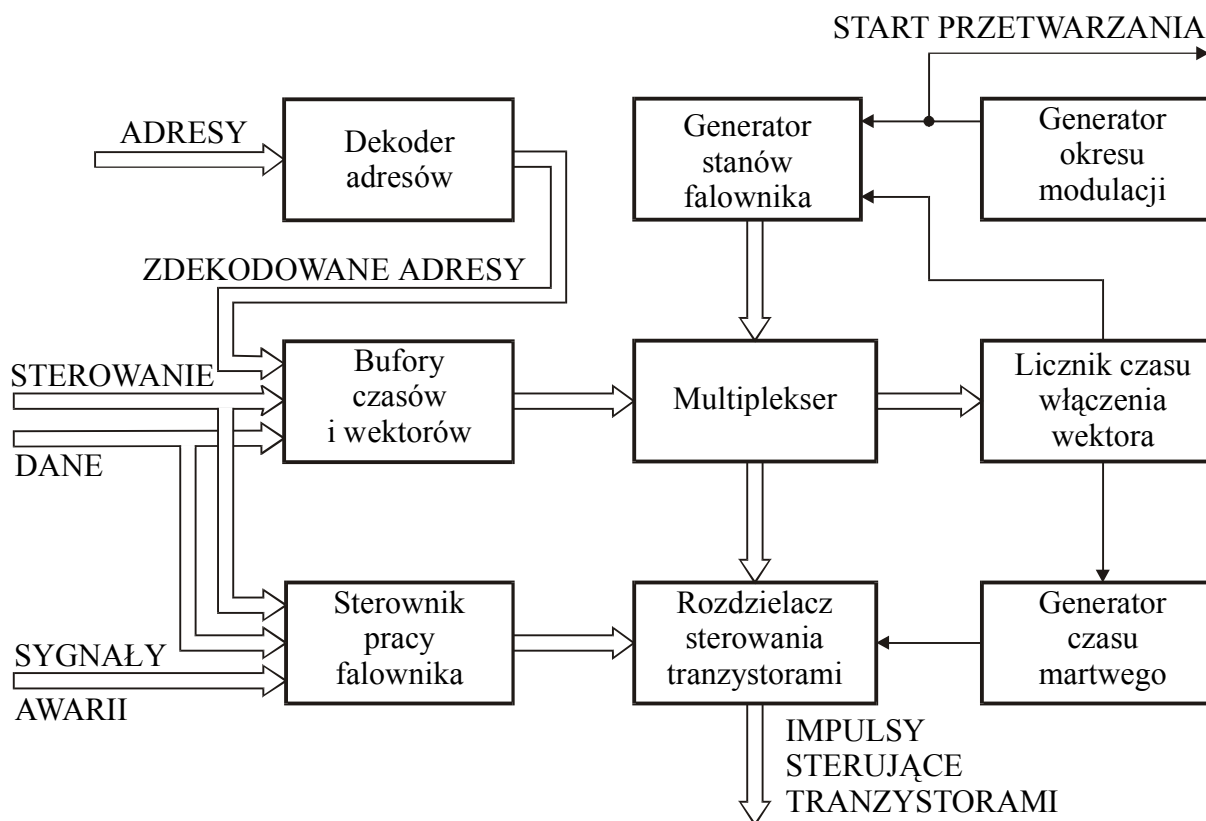 START PRZETWARZANIA
ADRESY
Dekoder
adresów
Generator
stanów
falownika
Generator
okresu
modulacji
ZDEKODOWANE ADRESY
STEROWANIE
DANE
Bufory
czasów
i wektorów
Multiplekser
Licznik czasu
włączenia
wektora
SYGNAŁY
AWARII
Sterownik
pracy
falownika
Rozdzielacz
sterowania
tranzystorami
Generator
czasu
martwego
IMPULSY
STERUJĄCE
TRANZYSTORAMI